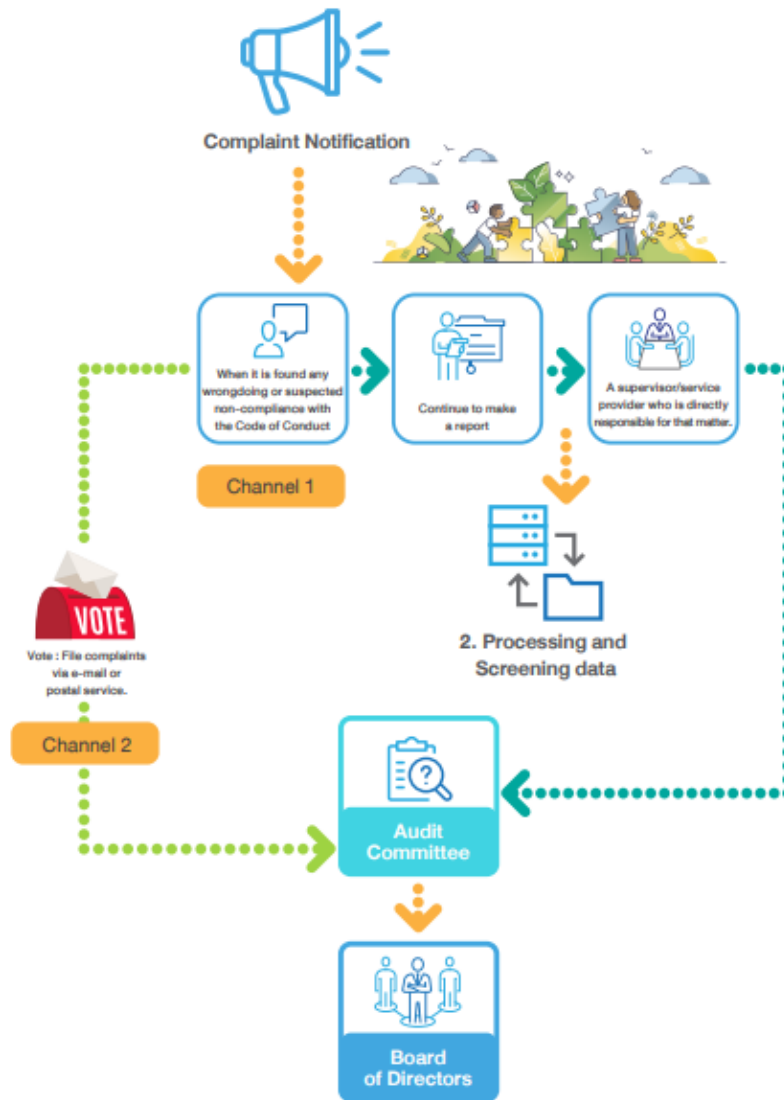 Complaint Notification
When it is found any
wrongdoing or suspected
non-compliance with
the Code of Conduct
Continue to make
a report
A supervisor/service
provider who is directly
responsible for that matter.
Channel 1
VOTE
Vote : File complaints
via e-mail or
postal service.
2. Processing and
Screening data
Channel 2
Audit
Committee
Board
of Directors